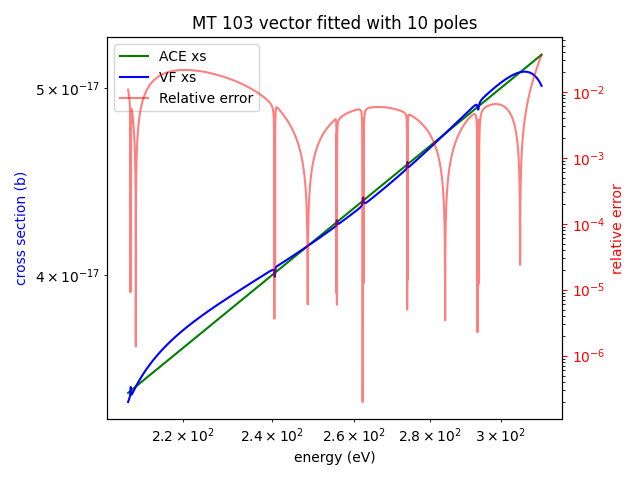 MT 103 vector fitted with 10 poles
ACE xs
VF xs
Relative error
5 × 10⁻¹⁷
4 × 10⁻¹⁷
cross section (b)
10⁻²
10⁻³
10⁻⁴
10⁻⁵
10⁻⁶
relative error
2.2 × 10² 2.4 × 10² 2.6 × 10² 2.8 × 10² 3 × 10²
energy (eV)